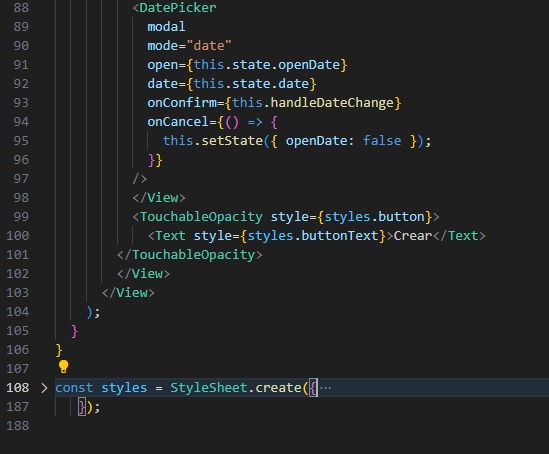 88 <DatePicker
89 modal
90 mode="date"
91 open={this.state.openDate}
92 date={this.state.date}
93 onConfirm={this.handleDateChange}
94 onCancel={() => {
95 this.setState({ openDate: false });
96 }}
97 />
98 </View>
99 <TouchableOpacity style={styles.button}>
100 <Text style={styles.buttonText}>Crear</Text>
101 </TouchableOpacity>
102 </View>
103 </View>
104 );
105 }
106 }
107
108 const styles = StyleSheet.create({ ···
187 });
188